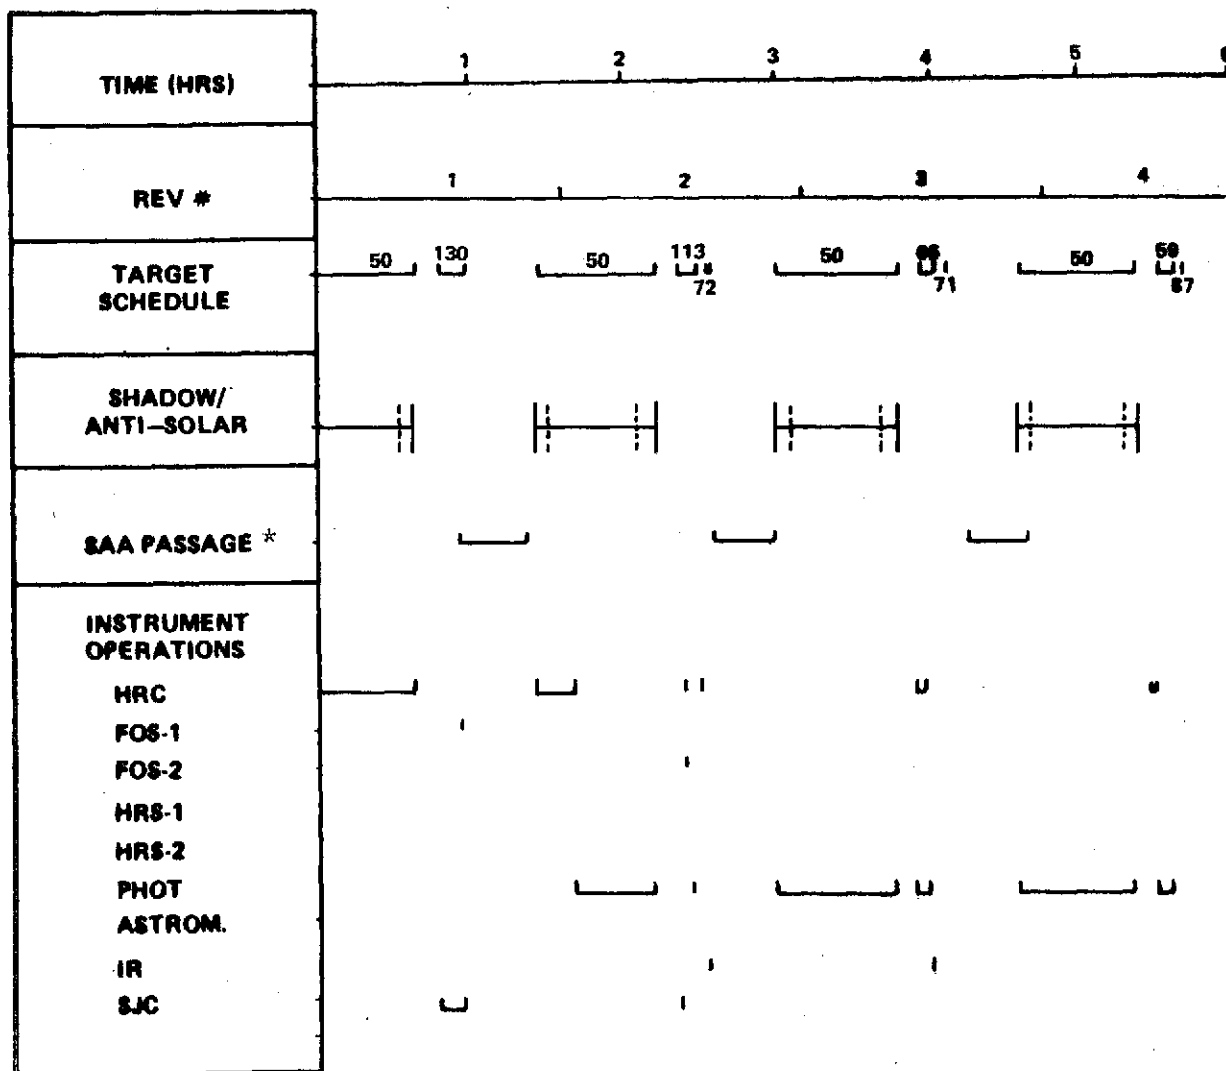 1 2 3 4 5 6
TIME (HRS)
REV # 1 2 3 4
50 130 50 113 50 50
TARGET 72 71
SCHEDULE
SHADOW/
ANTI-SOLAR
SAA PASSAGE *
INSTRUMENT
OPERATIONS
HRC
FOS-1
FOS-2
HRS-1
HRS-2
PHOT
ASTROM.
IR
SJC